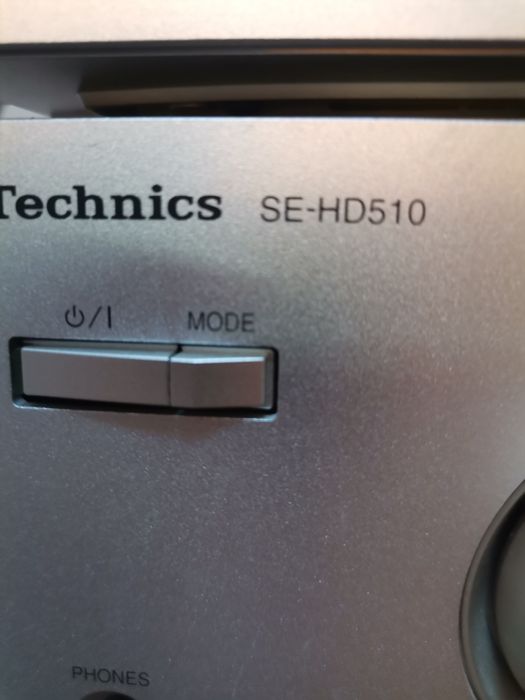 Technics SE-HD510
⏻/I MODE
PHONES